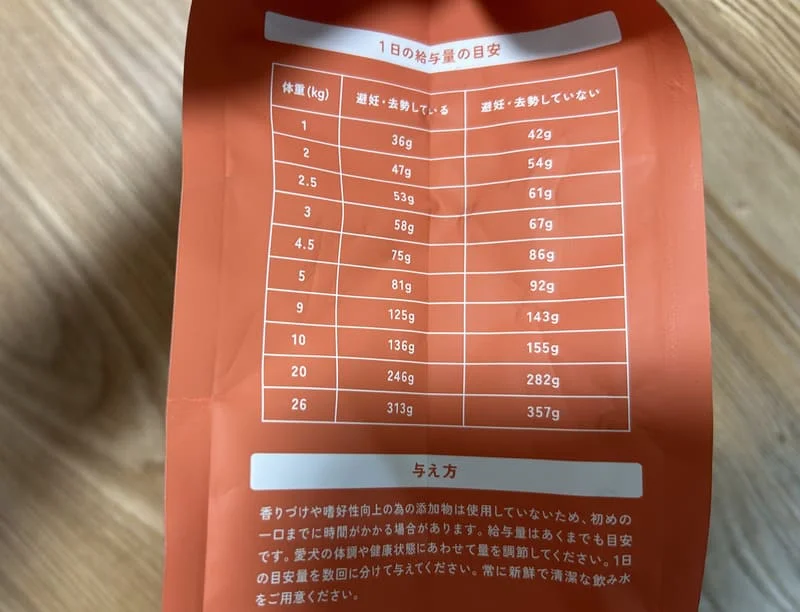 1日の給与量の目安
体重(kg) 避妊・去勢している 避妊・去勢していない
1 36g 42g
2 47g 54g
2.5 53g 61g
3 58g 67g
4.5 75g 86g
5 81g 92g
9 125g 143g
10 136g 155g
20 246g 282g
26 313g 357g
与え方
香りづけや嗜好性向上の為の添加物は使用していないため、初めの
一口までに時間がかかる場合があります。給与量はあくまでも目安
です。愛犬の体調や健康状態にあわせて量を調節してください。1日
の目安量を数回に分けて与えてください。常に新鮮で清潔な飲み水
をご用意ください。